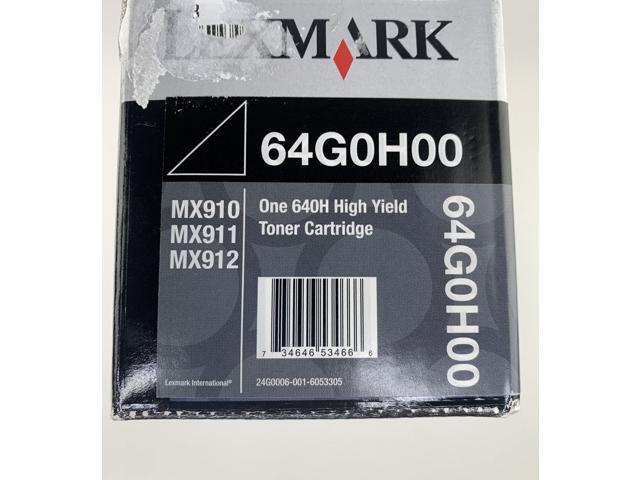 LEXMARK
64G0H00
MX910
MX911
MX912
One 640H High Yield
Toner Cartridge
64G0H00
7 34646 53466 6
Lexmark International®
24G0006-001-6053305